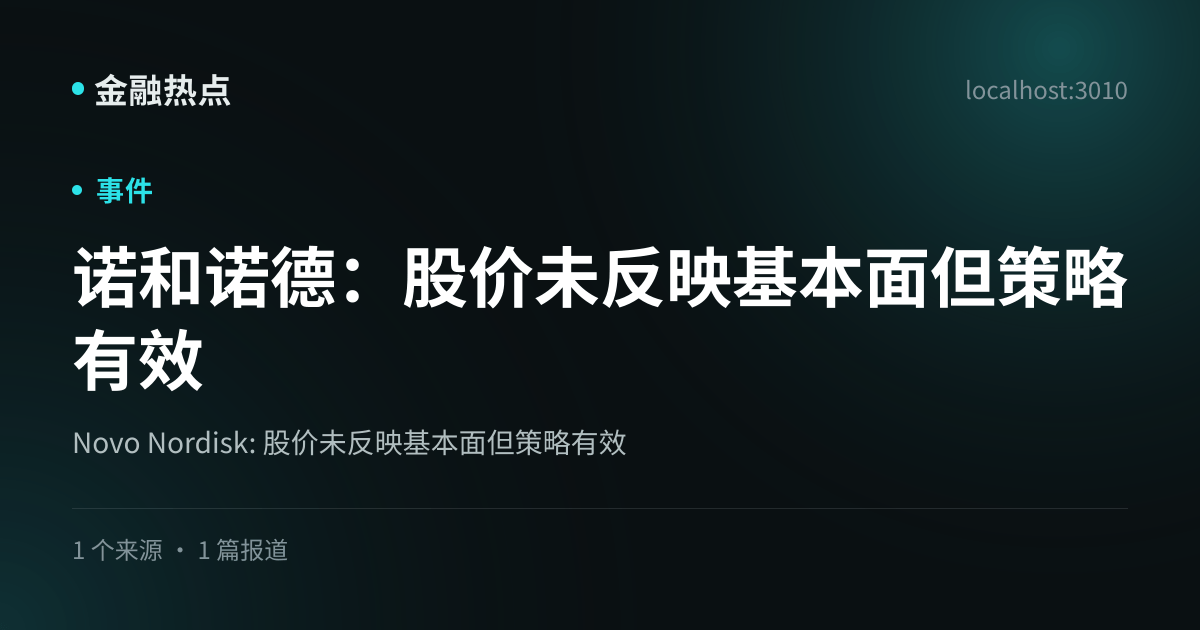 金融热点
localhost:3010
事件
诺和诺德：股价未反映基本面但策略
有效
Novo Nordisk: 股价未反映基本面但策略有效
1 个来源 • 1 篇报道